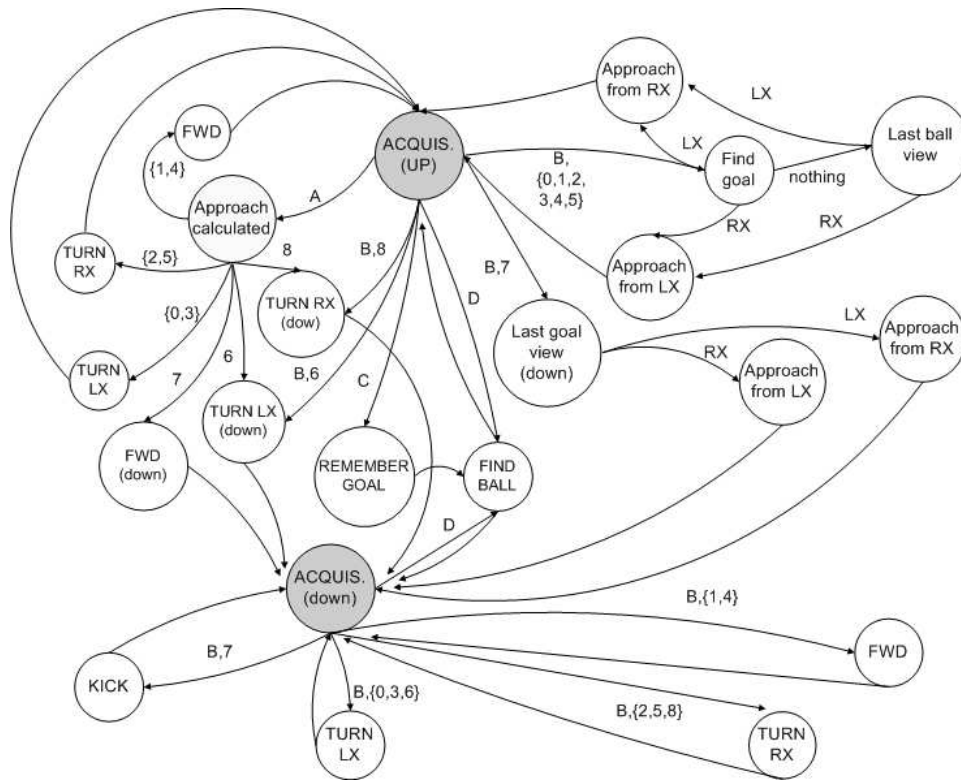 Approach
from RX
LX
Last ball
view
FWD
ACQUIS.
(UP)
LX
B,
{0,1,2,
3,4,5}
Find
goal
nothing
{1,4}
A
Approach
calculated
RX
RX
TURN
RX
{2,5}
8
B,8
Approach
from LX
TURN RX
(dow)
D
B,7
{0,3}
Last goal
view
(down)
LX
Approach
from RX
TURN
LX
7
6
B,6
C
RX
Approach
from LX
TURN LX
(down)
FWD
(down)
REMEMBER
GOAL
FIND
BALL
D
ACQUIS.
(down)
B,{1,4}
FWD
B,7
KICK
B,{0,3,6}
B,{2,5,8}
TURN
LX
TURN
RX